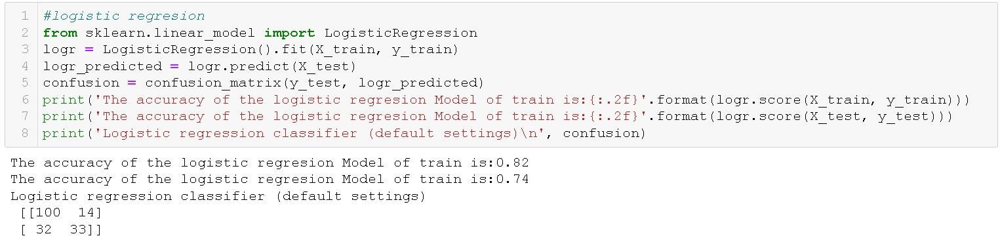 1 #logistic regresion
2 from sklearn.linear_model import LogisticRegression
3 logr = LogisticRegression().fit(X_train, y_train)
4 logr_predicted = logr.predict(X_test)
5 confusion = confusion_matrix(y_test, logr_predicted)
6 print('The accuracy of the logistic regresion Model of train is:{:.2f}'.format(logr.score(X_train, y_train)))
7 print('The accuracy of the logistic regresion Model of train is:{:.2f}'.format(logr.score(X_test, y_test)))
8 print('Logistic regression classifier (default settings)\n', confusion)
The accuracy of the logistic regresion Model of train is:0.82
The accuracy of the logistic regresion Model of train is:0.74
Logistic regression classifier (default settings)
[[100 14]
[ 32 33]]